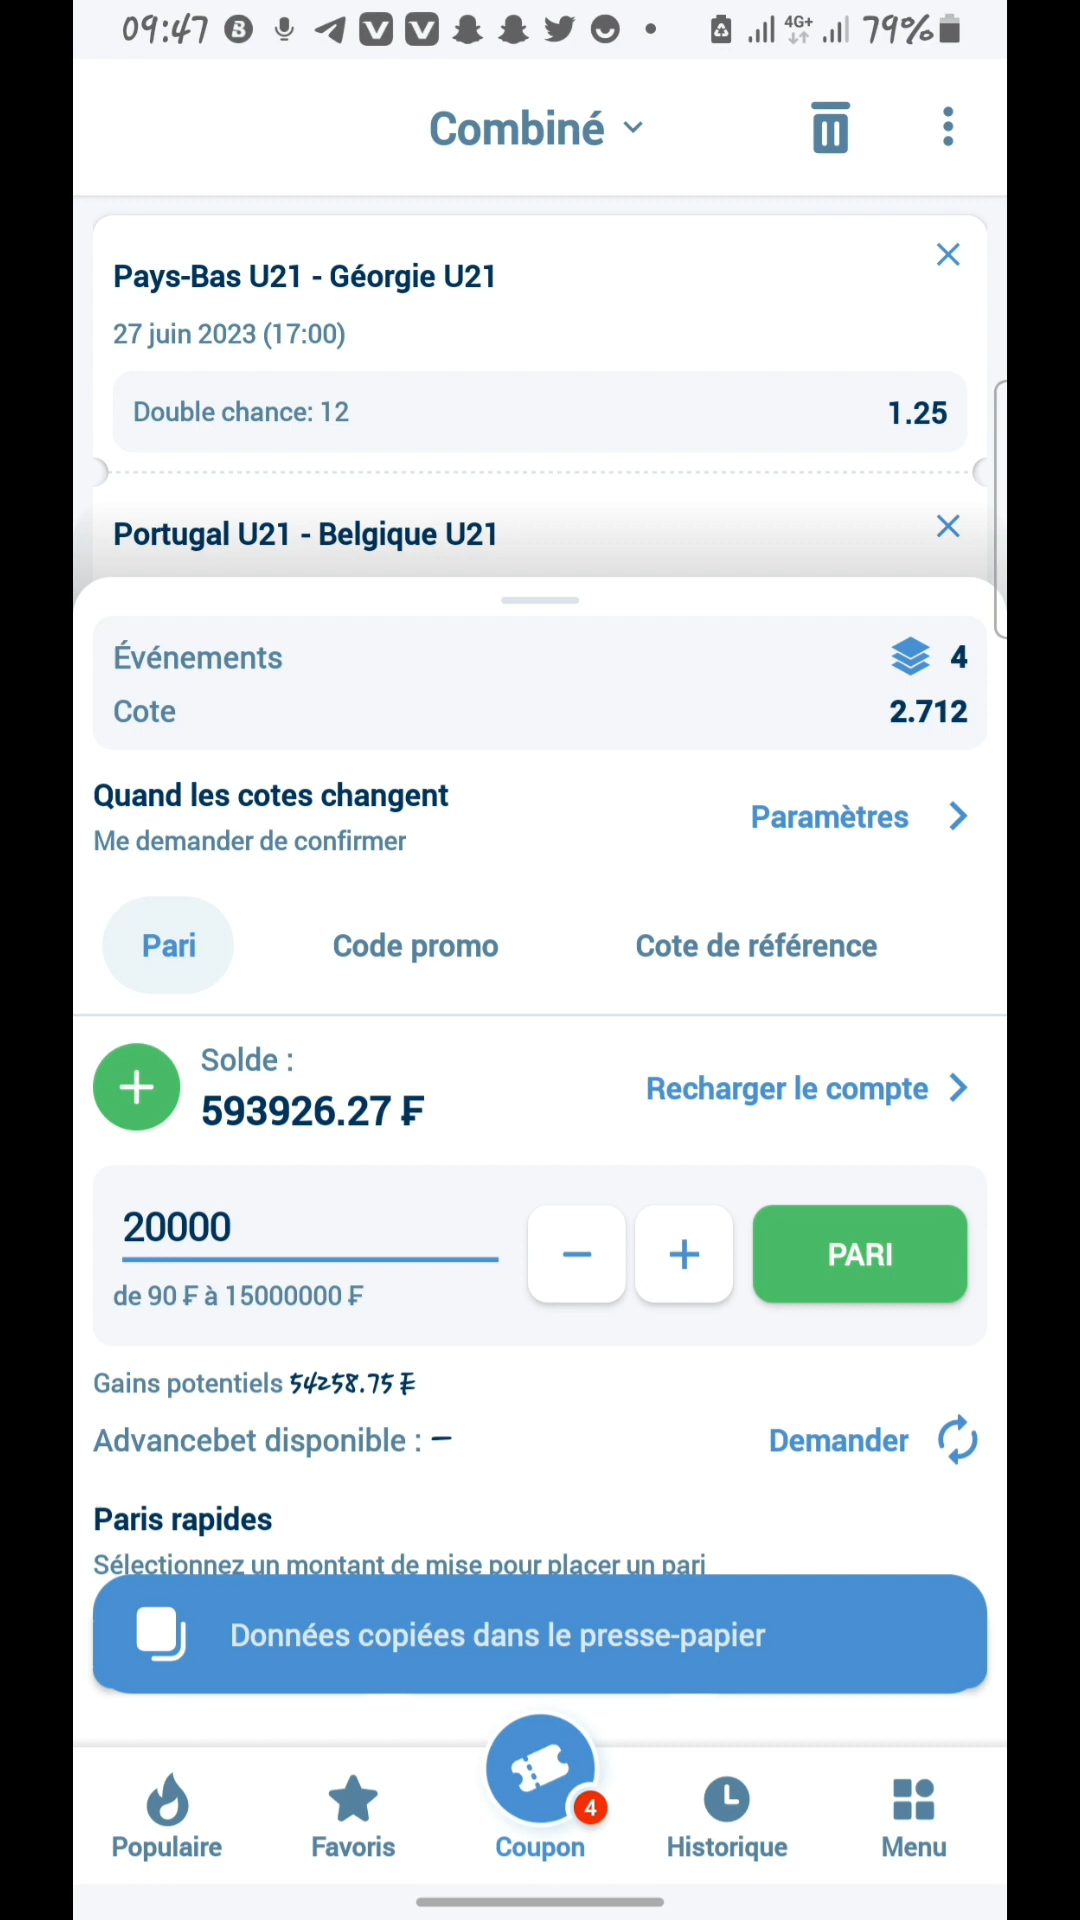 09:47 4G+ 79%
Combiné
Pays-Bas U21 - Géorgie U21
27 juin 2023 (17:00)
Double chance: 12 1.25
Portugal U21 - Belgique U21
Événements 4
Cote 2.712
Quand les cotes changent
Me demander de confirmer
Paramètres
Pari Code promo Cote de référence
Solde :
593926.27 ₣
Recharger le compte
20000
PARI
de 90 ₣ à 15000000 ₣
Gains potentiels 54258.75 ₣
Advancebet disponible : –
Demander
Paris rapides
Sélectionnez un montant de mise pour placer un pari
Données copiées dans le presse-papier
4
Populaire Favoris Coupon Historique Menu